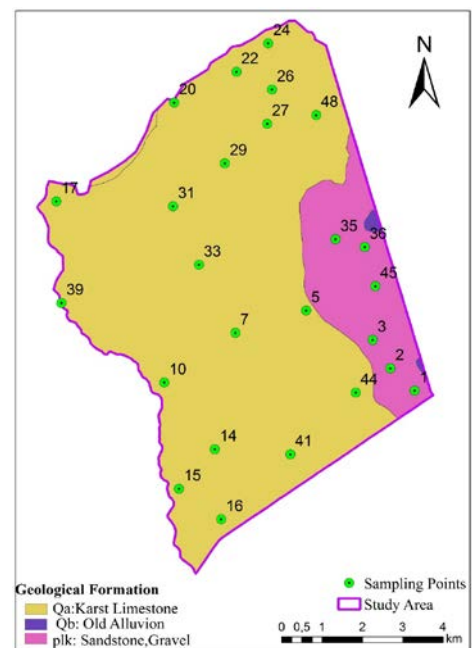 24
N
22
26
20
48
27
29
17
31
35
36
33
45
39
5
7
3
2
10
44
1
14
41
15
16
Geological Formation
Sampling Points
Qa:Karst Limestone
Study Area
Qb: Old Alluvion
plk: Sandstone,Gravel
0 0,5 1 2 3 4
km